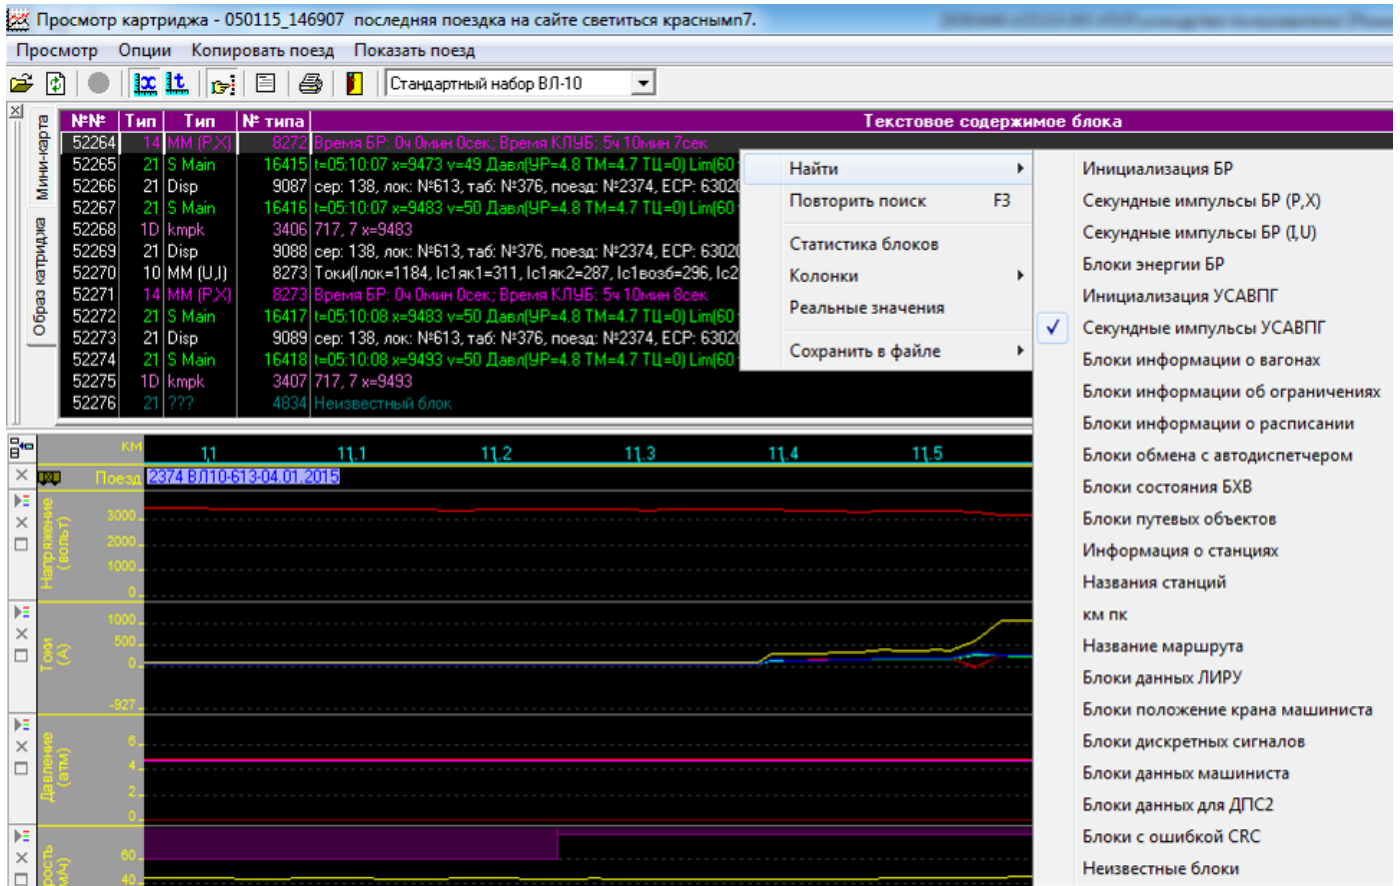 Просмотр картриджа - 050115_146907 последняя поездка на сайте светиться краснымп7.
Просмотр Опции Копировать поезд Показать поезд
Стандартный набор ВЛ-10
Мини-карта
Образ катриджа
№№ Тип Тип № типа Текстовое содержимое блока
52264 14 MM (P,X) 8272 Время БР: 0ч 0мин 0сек; Время КЛУБ: 5ч 10мин 7сек
52265 21 S Main 16415 t=05:10:07 x=9473 v=49 Давл(УР=4.8 ТМ=4.7 ТЦ=0) Lim(60
52266 21 Disp 9087 сер: 138, лок: №613, таб: №376, поезд: №2374, ЕСР: 63020
52267 21 S Main 16416 t=05:10:07 x=9483 v=50 Давл(УР=4.8 ТМ=4.7 ТЦ=0) Lim(60
52268 1D kmpk 3406 717, 7 x=9483
52269 21 Disp 9088 сер: 138, лок: №613, таб: №376, поезд: №2374, ЕСР: 63020
52270 10 MM (U,I) 8273 Токи(Iлок=1184, Ic1як1=311, Ic1як2=287, Ic1возб=296, Ic2
52271 14 MM (P,X) 8273 Время БР: 0ч 0мин 0сек; Время КЛУБ: 5ч 10мин 8сек
52272 21 S Main 16417 t=05:10:08 x=9483 v=50 Давл(УР=4.8 ТМ=4.7 ТЦ=0) Lim(60
52273 21 Disp 9089 сер: 138, лок: №613, таб: №376, поезд: №2374, ЕСР: 63020
52274 21 S Main 16418 t=05:10:08 x=9493 v=50 Давл(УР=4.8 ТМ=4.7 ТЦ=0) Lim(60
52275 1D kmpk 3407 717, 7 x=9493
52276 21 ??? 4834 Неизвестный блок
Найти
Повторить поиск F3
Статистика блоков
Колонки
Реальные значения
Сохранить в файле
Инициализация БР
Секундные импульсы БР (P,X)
Секундные импульсы БР (I,U)
Блоки энергии БР
Инициализация УСАВПГ
Секундные импульсы УСАВПГ
Блоки информации о вагонах
Блоки информации об ограничениях
Блоки информации о расписании
Блоки обмена с автодиспетчером
Блоки состояния БХВ
Блоки путевых объектов
Информация о станциях
Названия станций
км пк
Название маршрута
Блоки данных ЛИРУ
Блоки положение крана машиниста
Блоки дискретных сигналов
Блоки данных машиниста
Блоки данных для ДПС2
Блоки с ошибкой CRC
Неизвестные блоки
км 1,1 11.1 11.2 11.3 11.4 11.5
Поезд 2374 ВЛ10-613-04.01.2015
Напряжение
(вольт)
3000
2000
1000
0
Токи
(А)
1000
500
0
-927
Давление
(атм)
6
4
2
0
60
40